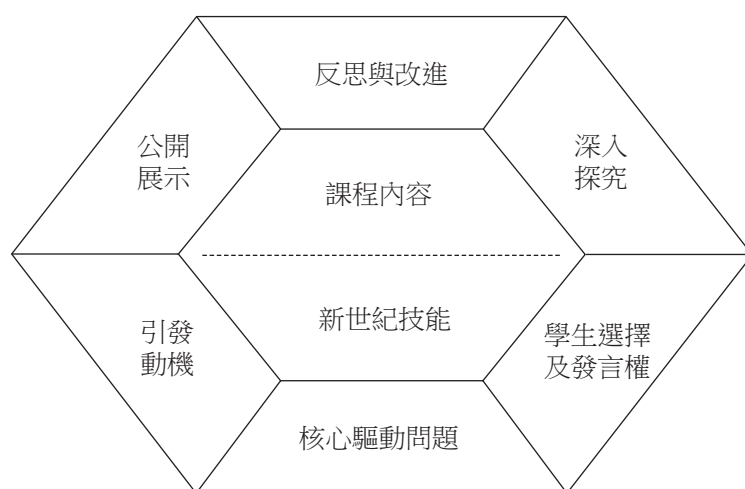 反思與改進
公開
展示
深入
探究
課程內容
新世紀技能
引發
動機
學生選擇
及發言權
核心驅動問題